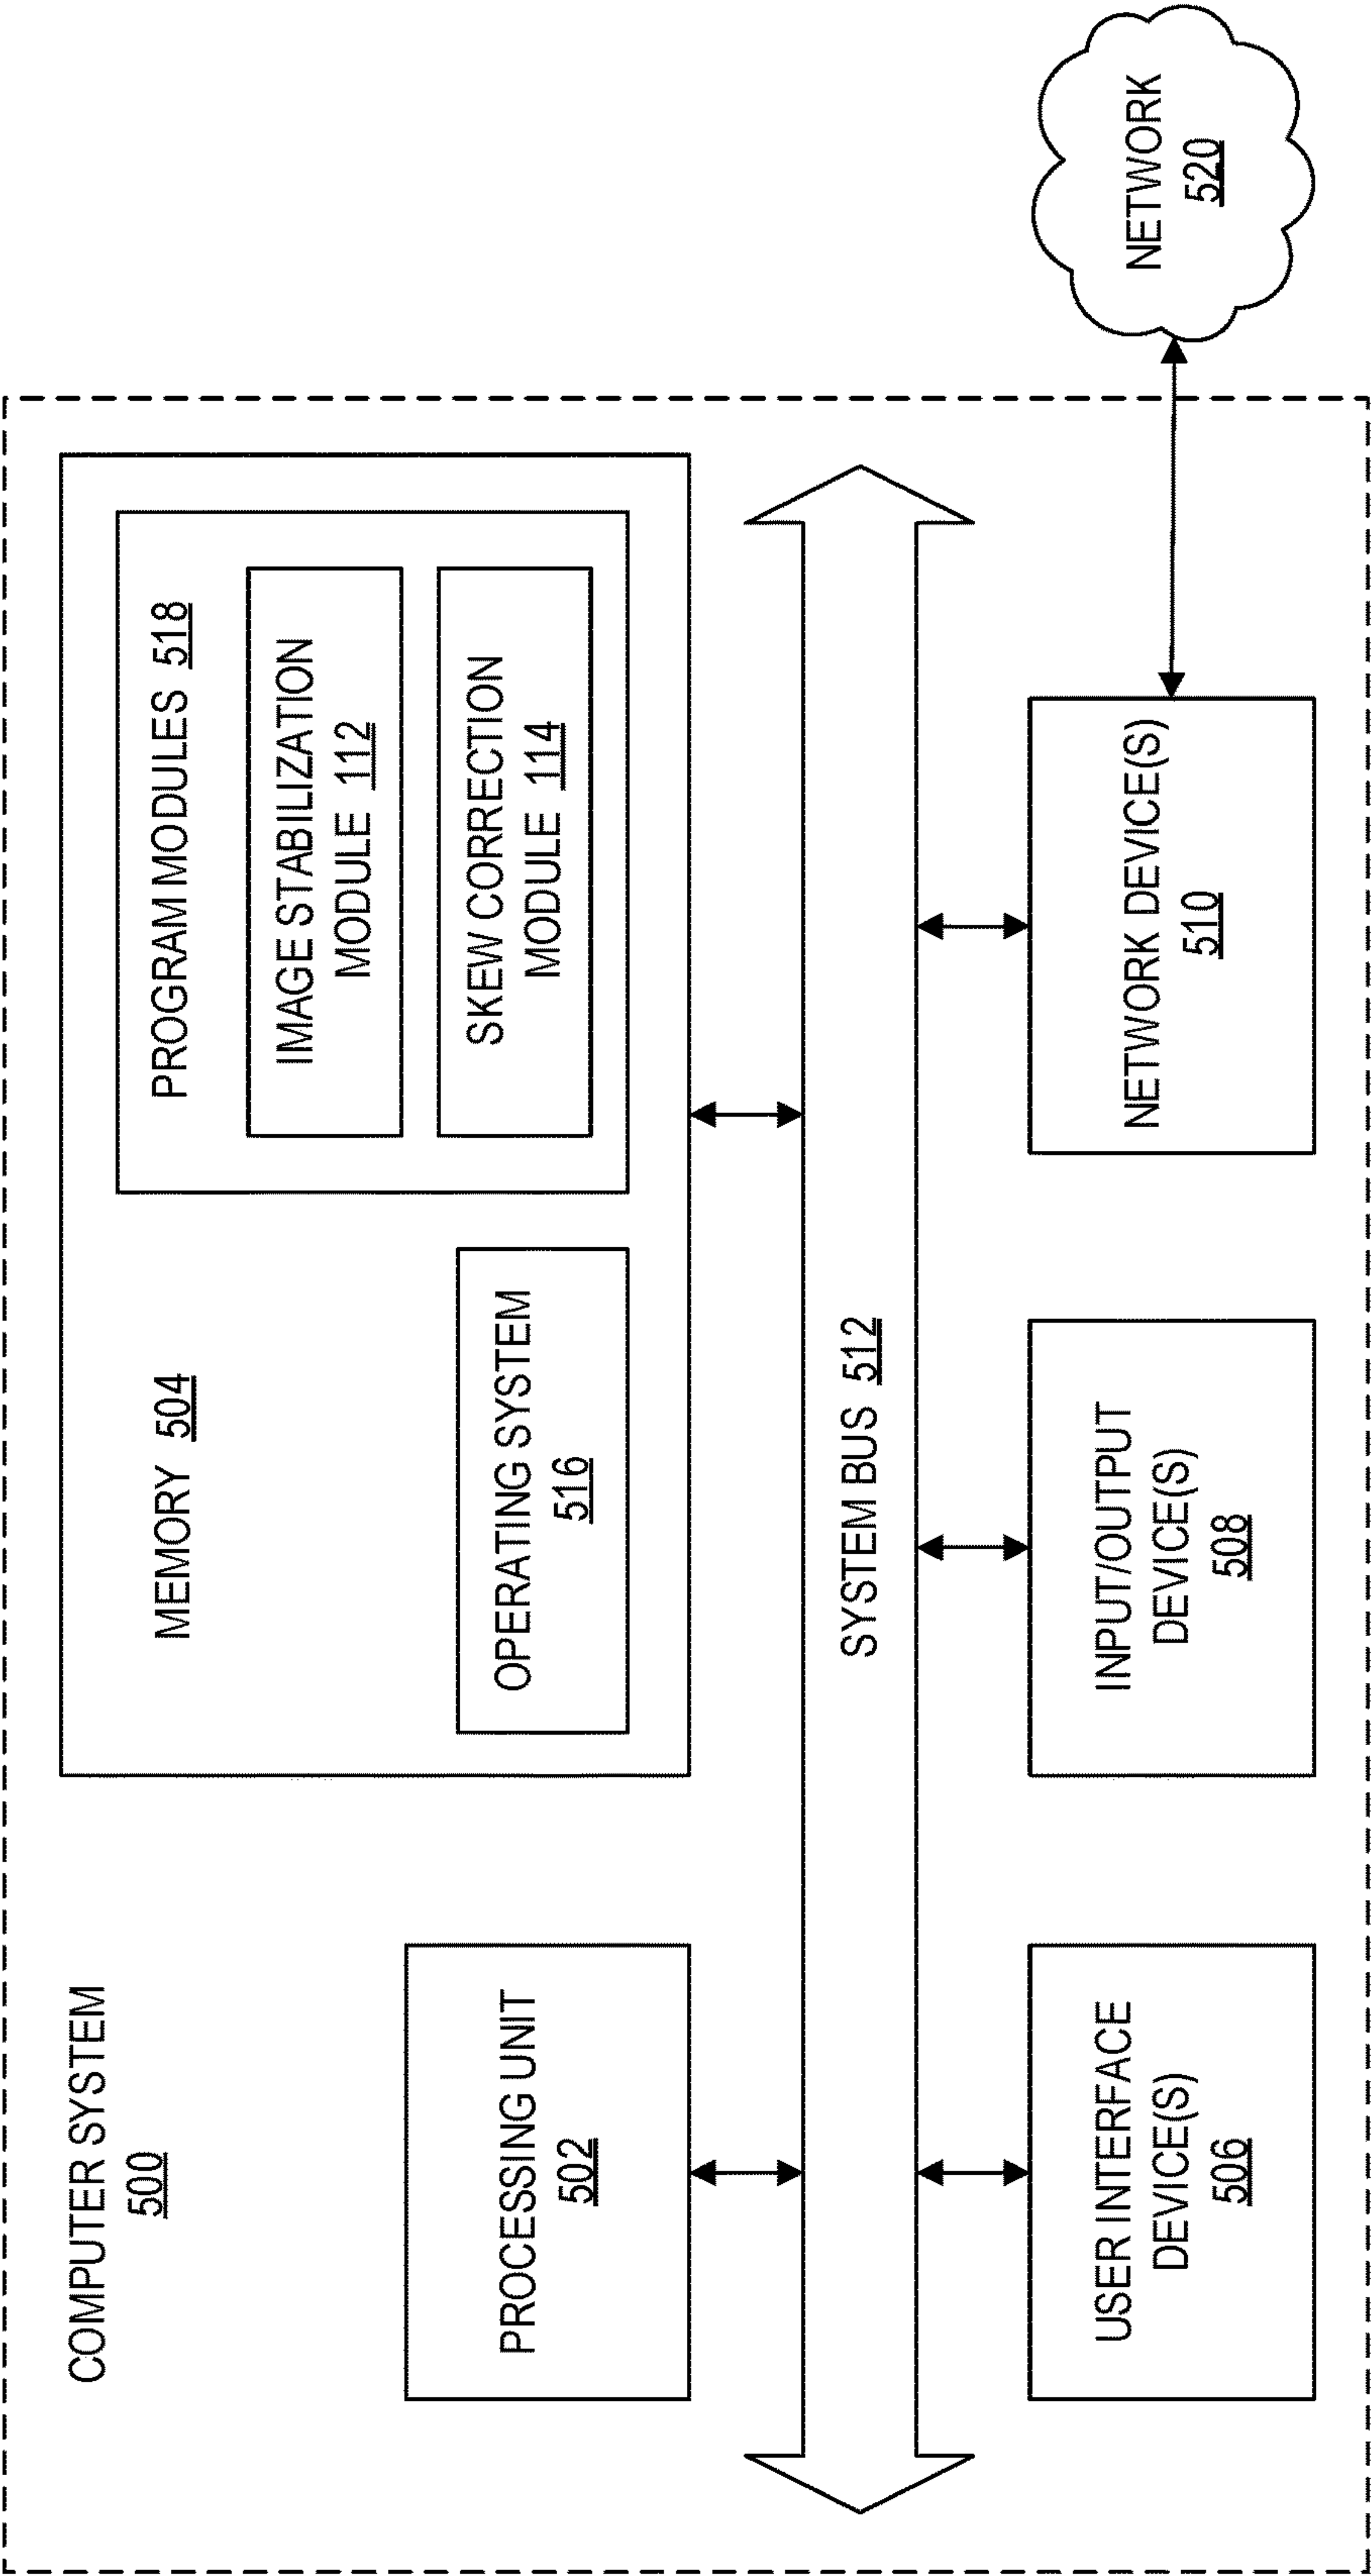 COMPUTER SYSTEM
500
PROCESSING UNIT
502
MEMORY 504
OPERATING SYSTEM
516
PROGRAM MODULES 518
IMAGE STABILIZATION
MODULE 112
SKEW CORRECTION
MODULE 114
SYSTEM BUS 512
USER INTERFACE
DEVICE(S)
506
INPUT/OUTPUT
DEVICE(S)
508
NETWORK DEVICE(S)
510
NETWORK
520